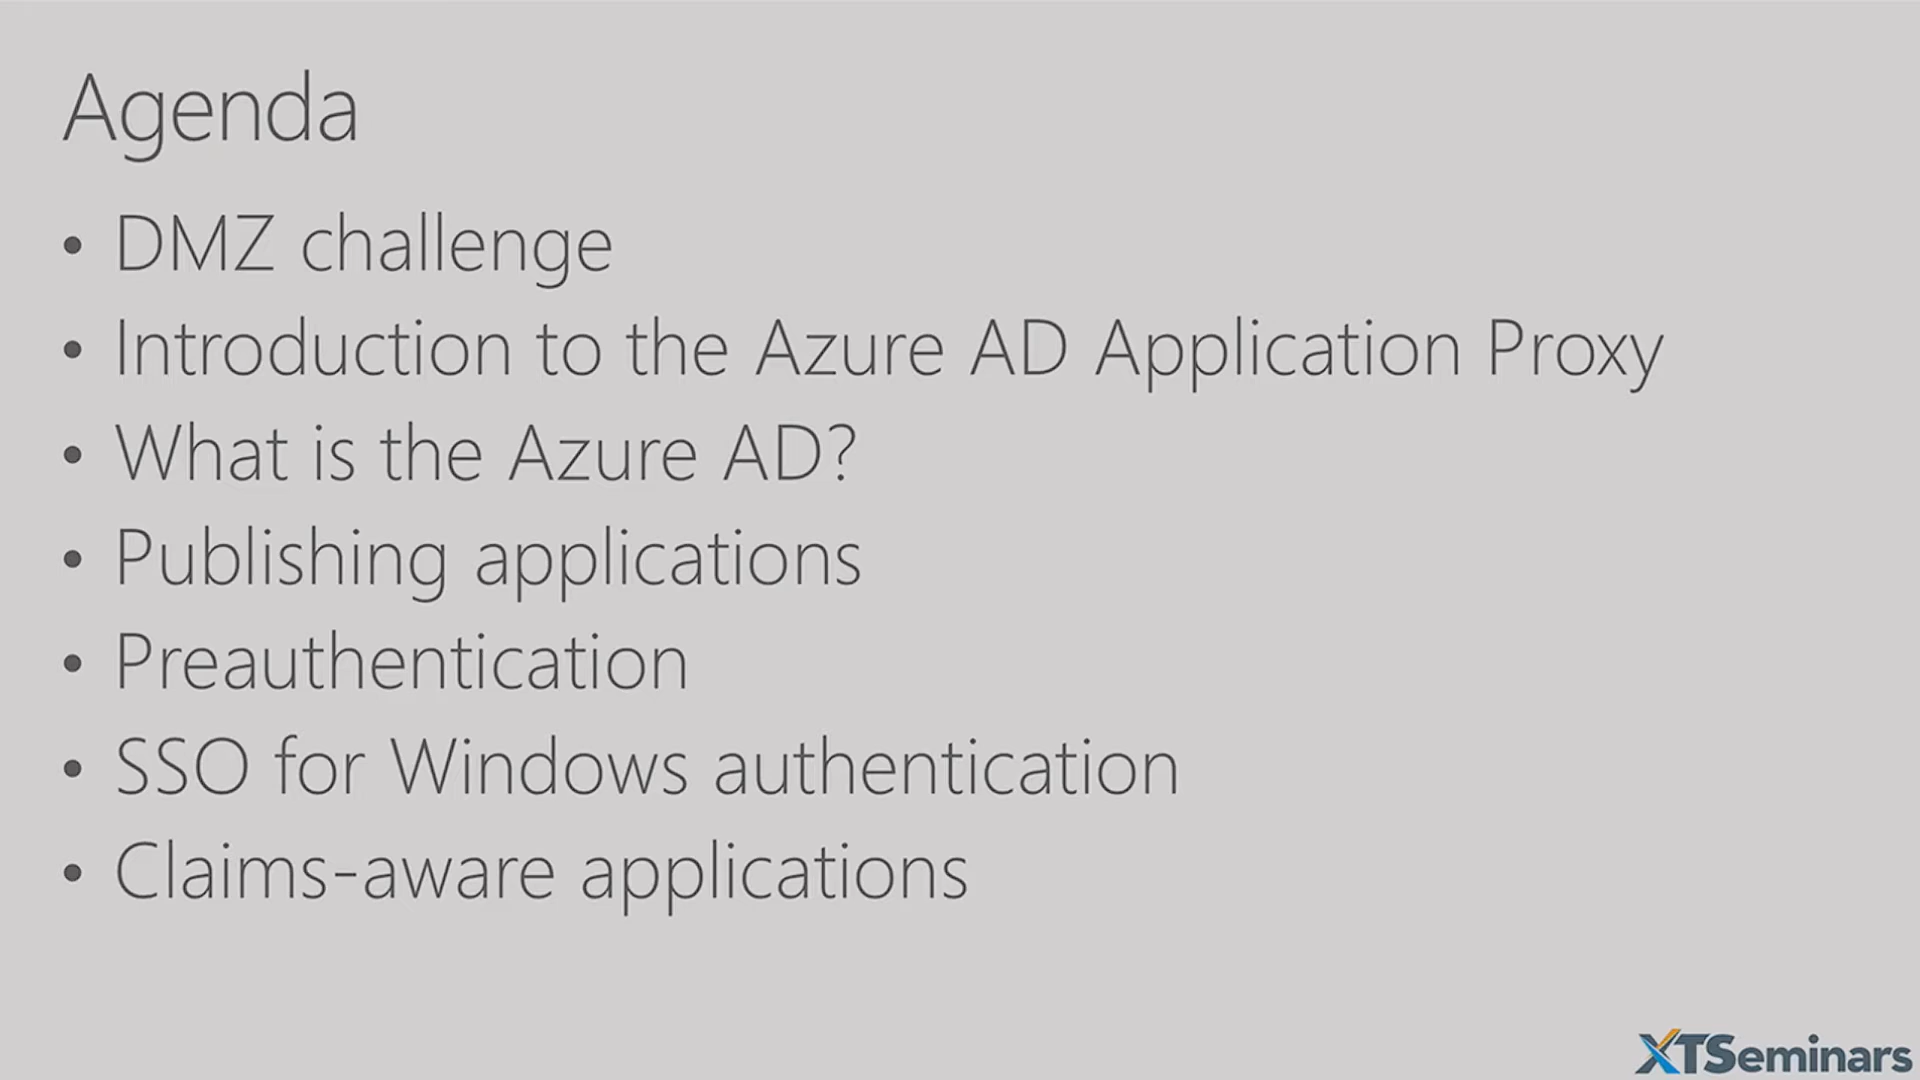 Agenda
• DMZ challenge
• Introduction to the Azure AD Application Proxy
• What is the Azure AD?
• Publishing applications
• Preauthentication
• SSO for Windows authentication
• Claims-aware applications
XTSeminars